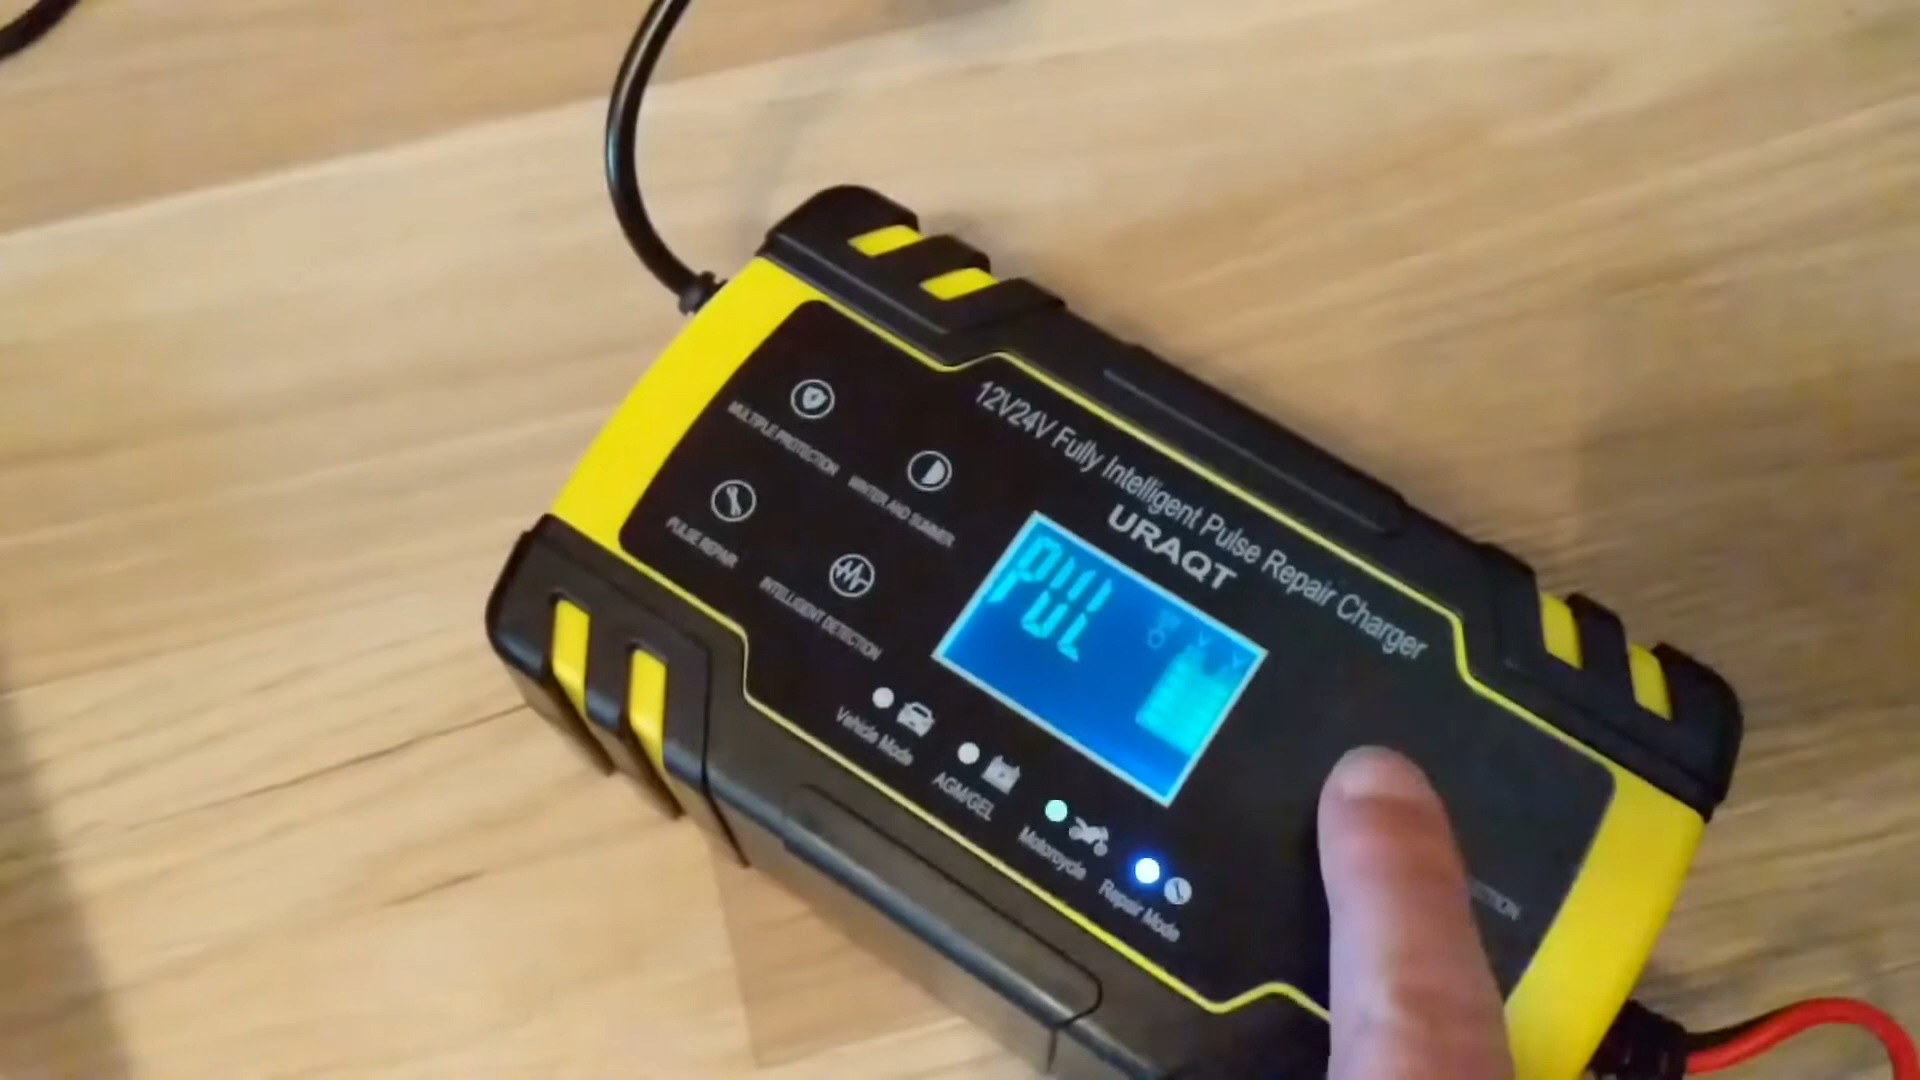 12V24V Fully Intelligent Pulse Repair Charger
URAQT
MULTIPLE PROTECTION
WINTER AND SUMMER
PULSE REPAIR
INTELLIGENT DETECTION
PUL
Vehicle Mode
AGM/GEL
Motorcycle
Repair Mode